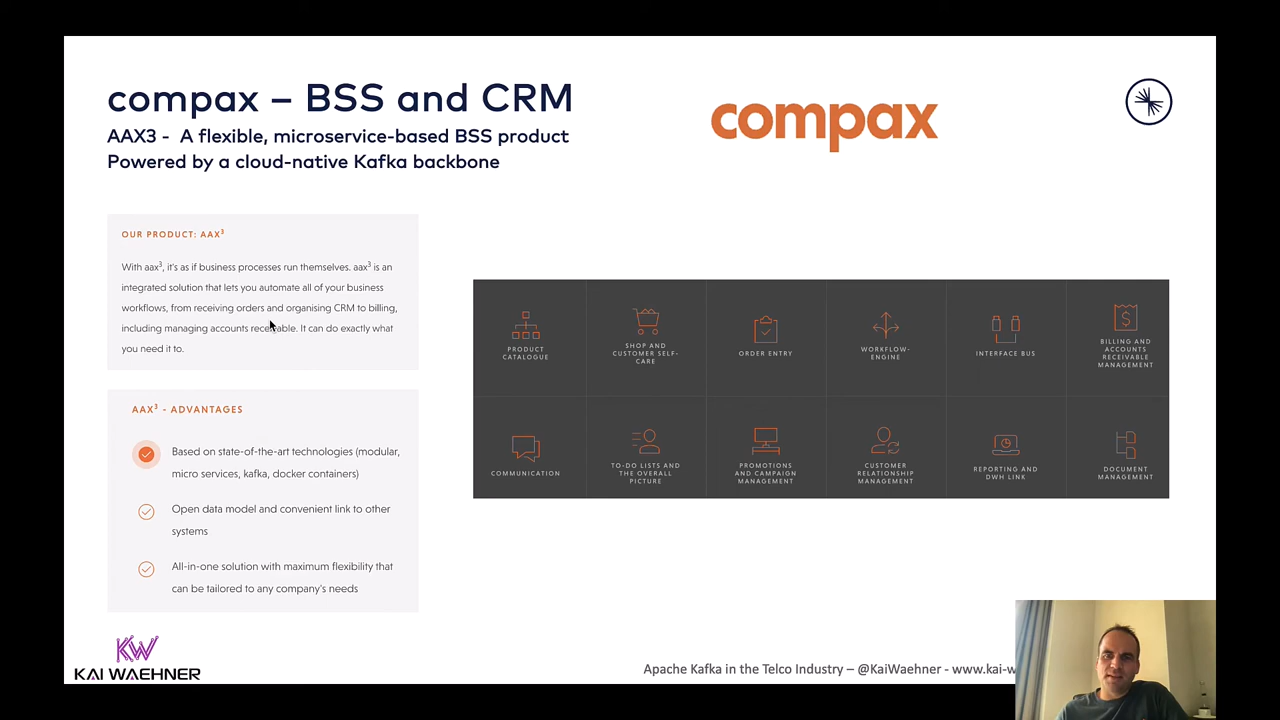 compax – BSS and CRM
AAX3 - A flexible, microservice-based BSS product
Powered by a cloud-native Kafka backbone
compax
OUR PRODUCT: AAX³
With aax³, it's as if business processes run themselves. aax³ is an
integrated solution that lets you automate all of your business
workflows, from receiving orders and organising CRM to billing,
including managing accounts receivable. It can do exactly what
you need it to.
AAX³ - ADVANTAGES
Based on state-of-the-art technologies (modular,
micro services, kafka, docker containers)
Open data model and convenient link to other
systems
All-in-one solution with maximum flexibility that
can be tailored to any company's needs
PRODUCT
CATALOGUE
SHOP AND
CUSTOMER SELF-
CARE
ORDER ENTRY
WORKFLOW-
ENGINE
INTERFACE BUS
BILLING AND
ACCOUNTS
RECEIVABLE
MANAGEMENT
COMMUNICATION
TO-DO LISTS AND
THE OVERALL
PICTURE
PROMOTIONS
AND CAMPAIGN
MANAGEMENT
CUSTOMER
RELATIONSHIP
MANAGEMENT
REPORTING AND
DWH LINK
DOCUMENT
MANAGEMENT
KW
KAI WAEHNER
Apache Kafka in the Telco Industry – @KaiWaehner - www.kai-w